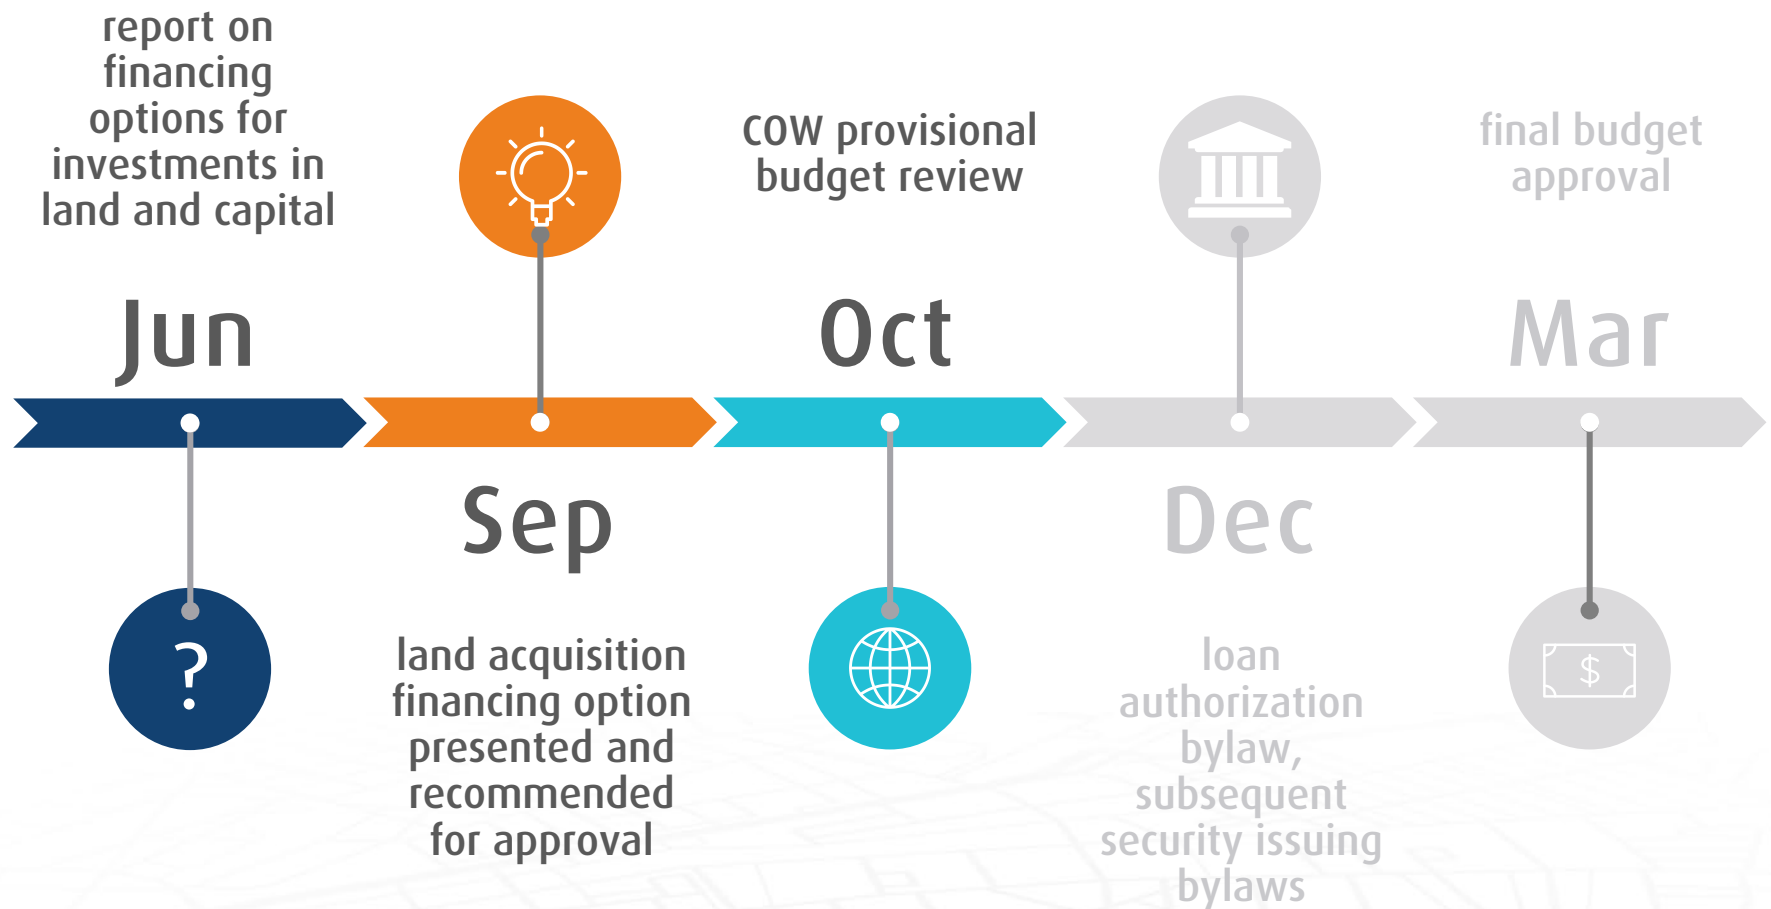 report on
financing
options for
investments in
land and capital
Jun
?
Sep
land acquisition
financing option
presented and
recommended
for approval
COW provisional
budget review
Oct
Dec
loan
authorization
bylaw,
subsequent
security issuing
bylaws
final budget
approval
Mar
$